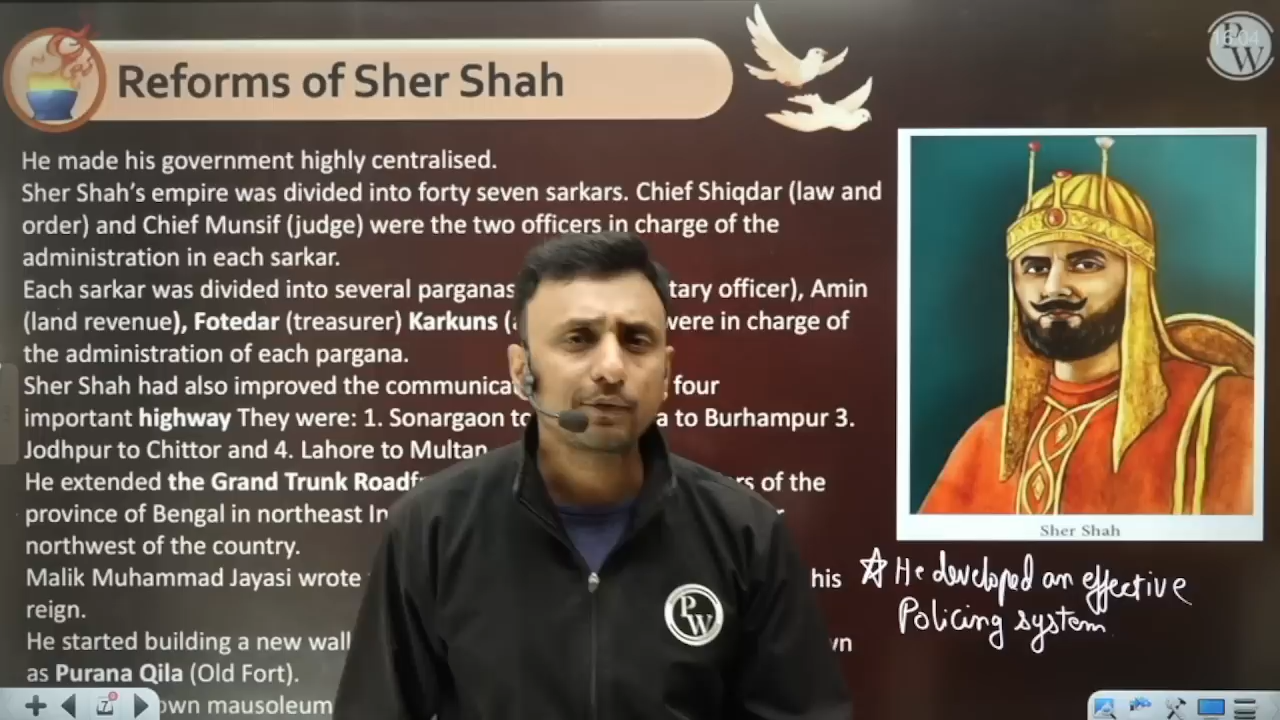 Reforms of Sher Shah
PW
16:04
He made his government highly centralised.
Sher Shah's empire was divided into forty seven sarkars. Chief Shiqdar (law and
order) and Chief Munsif (judge) were the two officers in charge of the
administration in each sarkar.
Each sarkar was divided into several parganas tary officer), Amin
(land revenue), Fotedar (treasurer) Karkuns ( were in charge of
the administration of each pargana.
Sher Shah had also improved the communica four
important highway They were: 1. Sonargaon to a to Burhampur 3.
Jodhpur to Chittor and 4. Lahore to Multan
He extended the Grand Trunk Road rs of the
province of Bengal in northeast In
northwest of the country.
Malik Muhammad Jayasi wrote his
reign.
He started building a new wall wn
as Purana Qila (Old Fort).
own mausoleum
Sher Shah
☆ He developed an effective
Policing system
PW